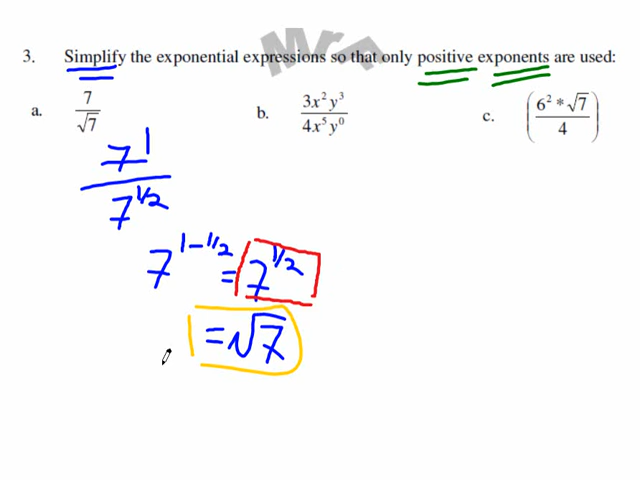 Mr
3. Simplify the exponential expressions so that only positive exponents are used:
a. 7/√7 b. 3x²y³/4x⁵y⁰ c. (6² * √7/4)
7¹/7^1/2
7^1-1/2 = 7^1/2
= √7